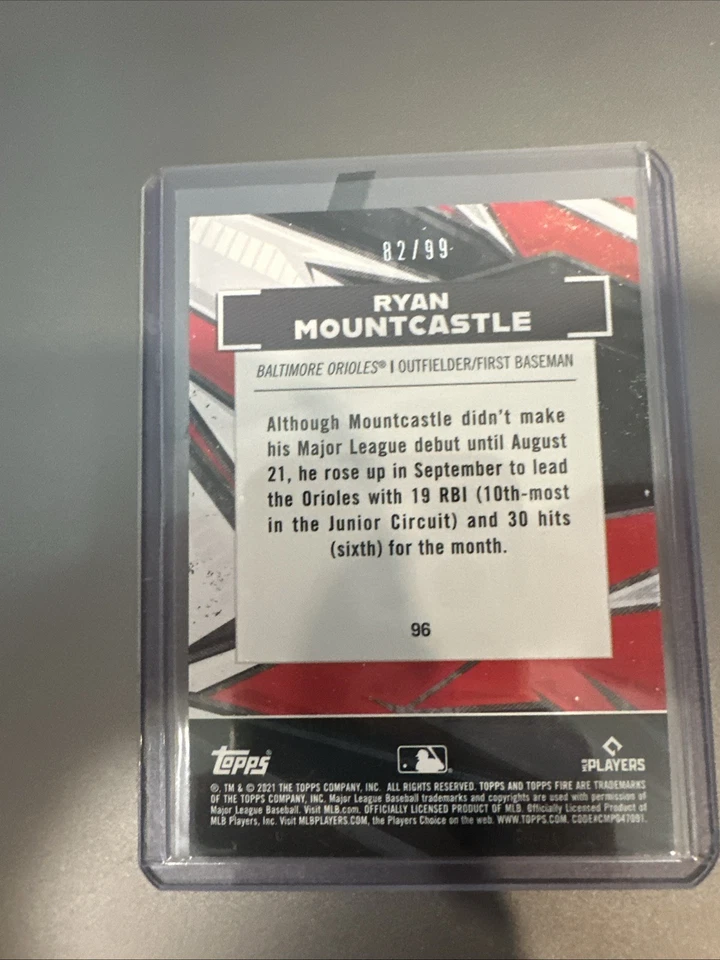 82/99
RYAN
MOUNTCASTLE
BALTIMORE ORIOLES® | OUTFIELDER/FIRST BASEMAN
Although Mountcastle didn't make
his Major League debut until August
21, he rose up in September to lead
the Orioles with 19 RBI (10th-most
in the Junior Circuit) and 30 hits
(sixth) for the month.
96
topps®
MLB PLAYERS
®, TM & © 2021 THE TOPPS COMPANY, INC. ALL RIGHTS RESERVED. TOPPS AND TOPPS FIRE ARE TRADEMARKS
OF THE TOPPS COMPANY, INC. Major League Baseball trademarks and copyrights are used with permission of
Major League Baseball. Visit MLB.com. OFFICIALLY LICENSED PRODUCT OF MLB. Officially Licensed Product of
MLB Players, Inc. Visit MLBPLAYERS.COM, the Players Choice on the web. WWW.TOPPS.COM. CODE#CMP047091.